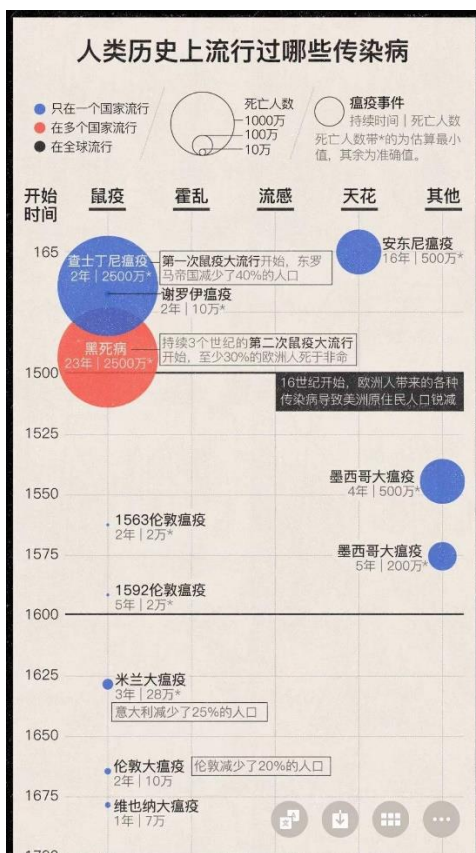 人类历史上流行过哪些传染病
只在一个国家流行
在多个国家流行
在全球流行
死亡人数
1000万
100万
10万
瘟疫事件
持续时间|死亡人数
死亡人数带*的为估算最小
值，其余为准确值。
开始
时间
鼠疫
霍乱
流感
天花
其他
165
查士丁尼瘟疫
2年|2500万*
第一次鼠疫大流行开始，东罗
马帝国减少了40%的人口
安东尼瘟疫
16年|500万*
谢罗伊瘟疫
2年|10万*
黑死病
23年|2500万*
持续3个世纪的第二次鼠疫大流行
开始，至少30%的欧洲人死于非命
1500
16世纪开始，欧洲人带来的各种
传染病导致美洲原住民人口锐减
1525
墨西哥大瘟疫
4年|500万*
1550
1563伦敦瘟疫
2年|2万*
墨西哥大瘟疫
5年|200万*
1575
1592伦敦瘟疫
5年|2万*
1600
1625
米兰大瘟疫
3年|28万*
意大利减少了25%的人口
1650
伦敦大瘟疫
2年|10万
伦敦减少了20%的人口
1675
维也纳大瘟疫
1年|7万